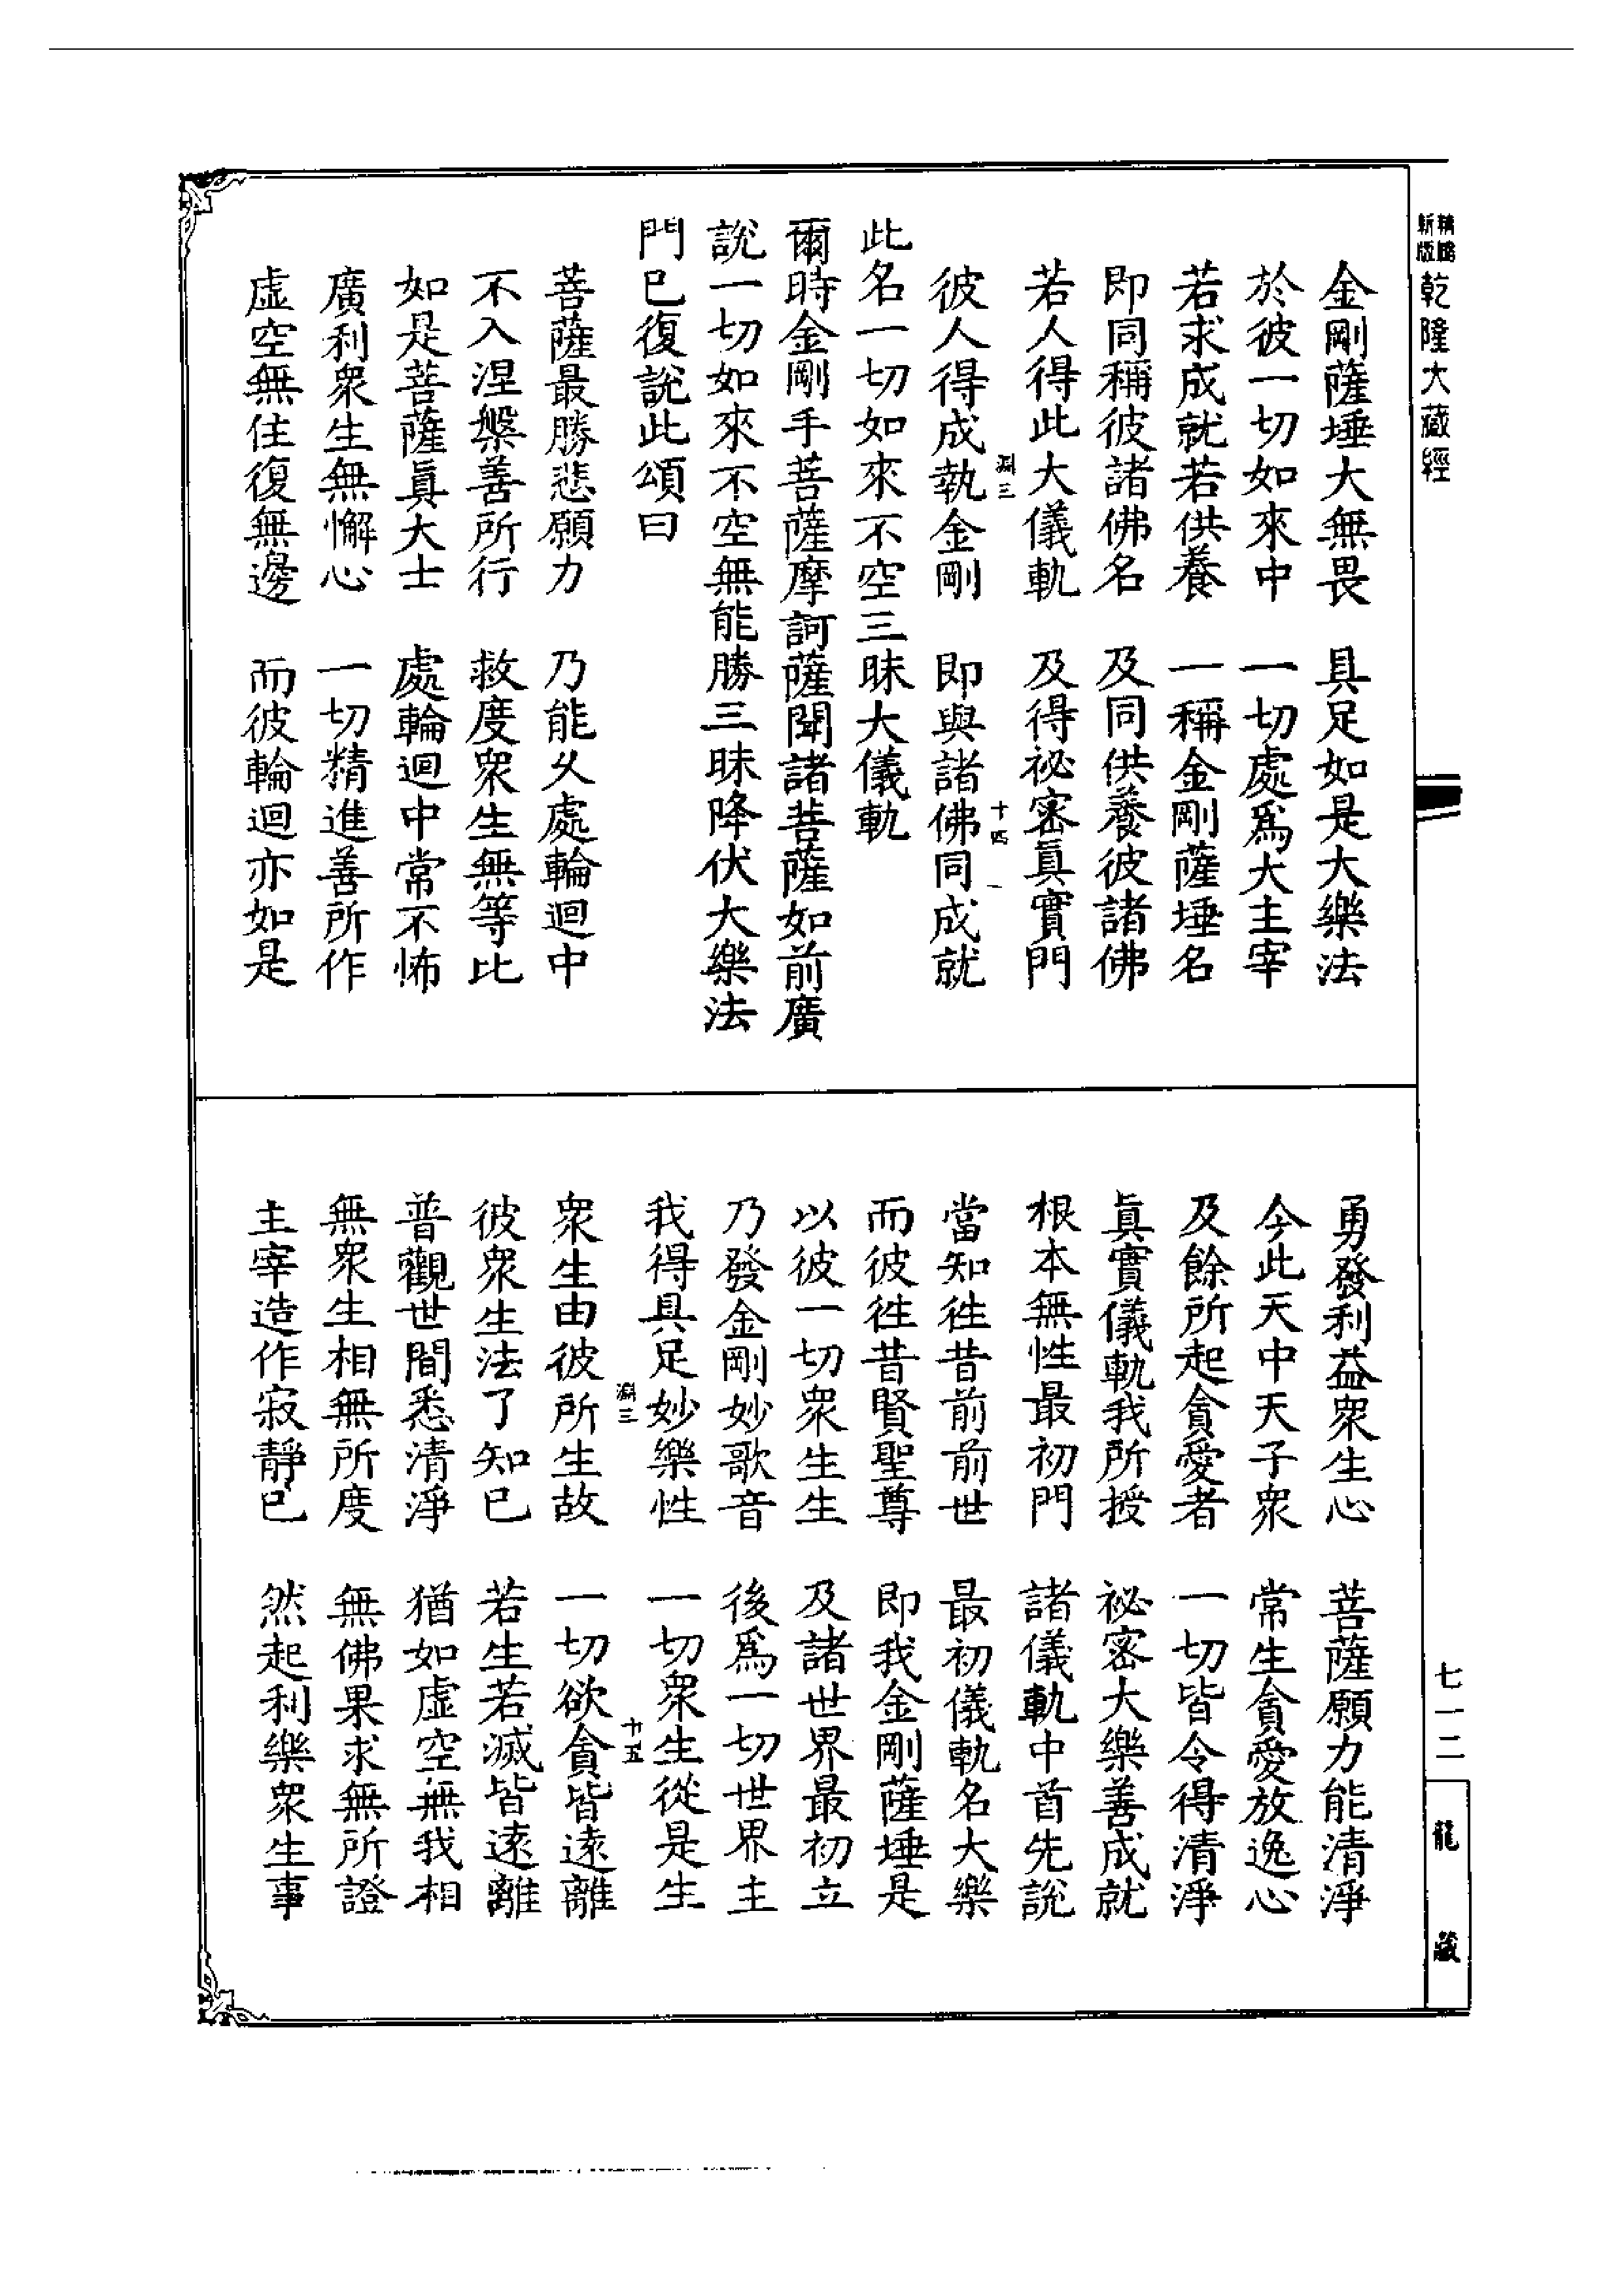 精縮新版乾隆大藏經
金剛薩埵大無畏　具足如是大樂法
於彼一切如來中　一切處爲大主宰
若求成就若供養　一稱金剛薩埵名
即同稱彼諸佛名　及同供養彼諸佛
若人得此大儀軌　及得祕密眞實門
淵三　十四　一
彼人得成執金剛　即與諸佛同成就
此名一切如來不空三昧大儀軌
爾時金剛手菩薩摩訶薩聞諸菩薩如前廣
說一切如來不空無能勝三昧降伏大樂法
門已復說此頌曰
菩薩最勝悲願力　乃能久處輪迴中
不入涅槃善所行　救度衆生無等比
如是菩薩眞大士　處輪迴中常不怖
廣利衆生無懈心　一切精進善所作
虛空無住復無邊　而彼輪迴亦如是
勇發利益衆生心　菩薩願力能清淨
今此天中天子衆　常生貪愛放逸心
及餘所起貪愛者　一切皆令得清淨
眞實儀軌我所授　祕密大樂善成就
根本無性最初門　諸儀軌中首先說
當知徃昔前前世　最初儀軌名大樂
而彼徃昔賢聖尊　即我金剛薩埵是
以彼一切衆生生　及諸世界最初立
乃發金剛妙歌音　後爲一切世界主
我得具足妙樂性　一切衆生從是生
淵三　十五
衆生由彼所生故　一切欲貪皆遠離
彼衆生法了知已　若生若滅皆遠離
普觀世間悉清淨　猶如虛空無我相
無衆生相無所度　無佛果求無所證
主宰造作寂靜已　然起利樂衆生事
七一二
龍藏